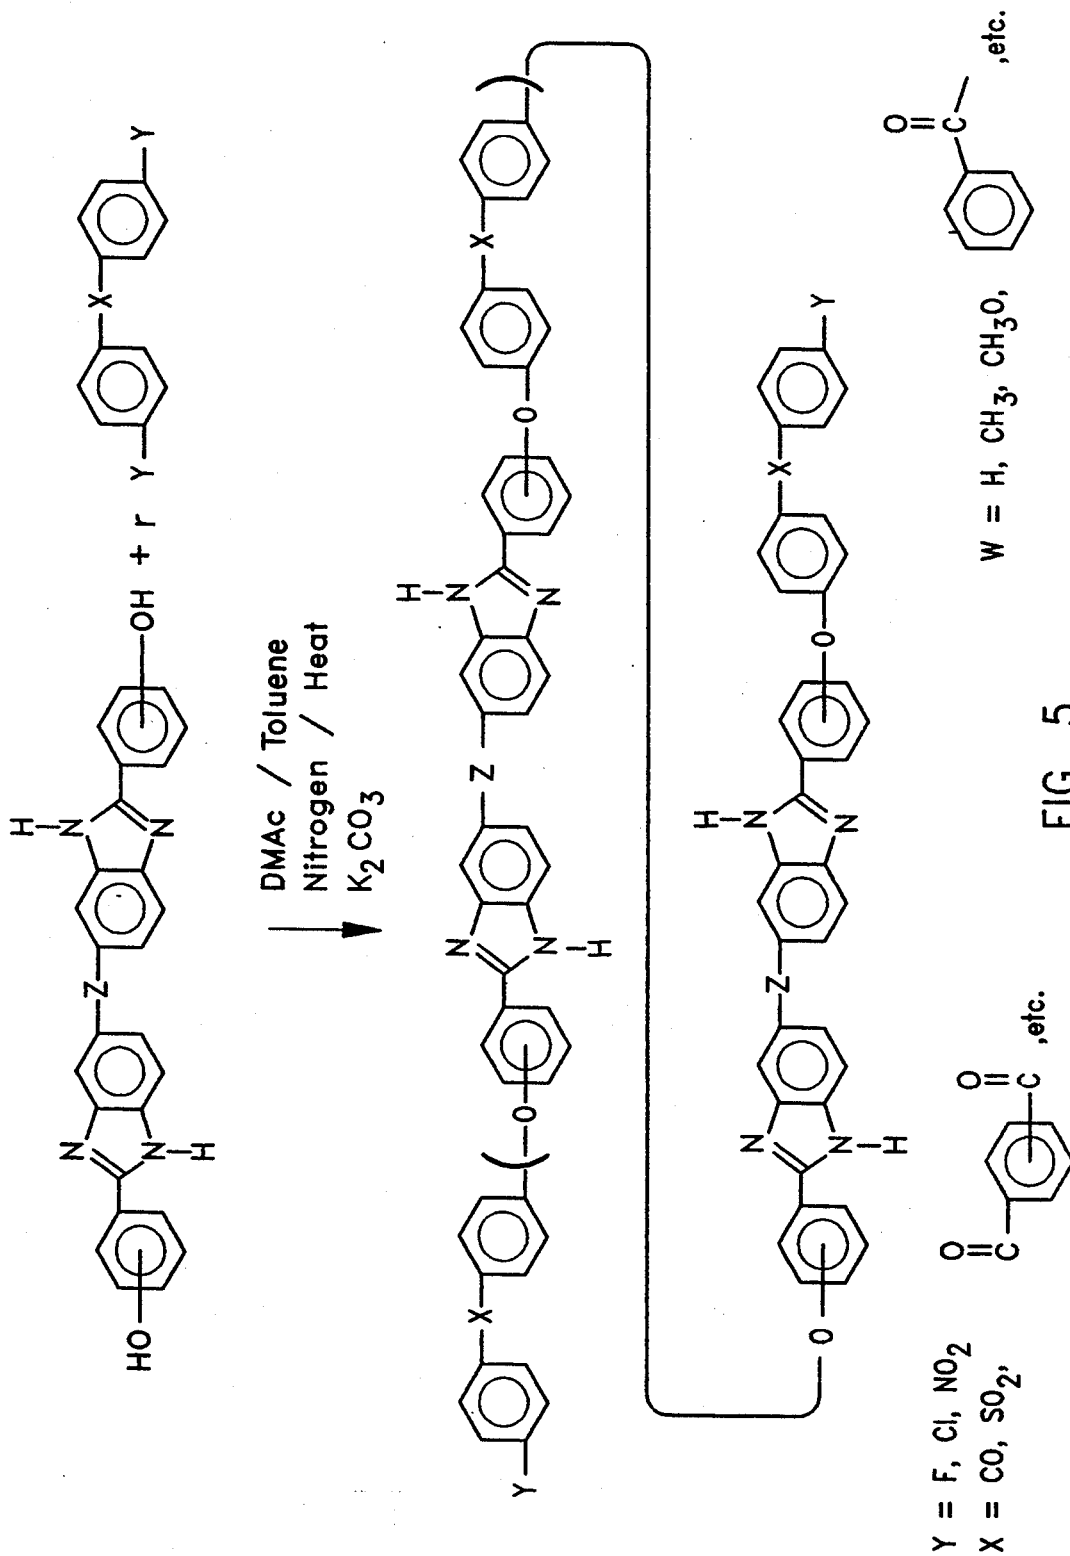 HO
N
N
H
Z
H
N
N
OH + r
Y
X
Y
DMAc / Toluene
Nitrogen / Heat
K2CO3
Y
X
( O
N
N
H
Z
H
N
N
O
X
)
O
N
N
H
Z
H
N
N
O
X
Y
Y = F, Cl, NO2
X = CO, SO2,
O
C
O
C
,etc.
W = H, CH3, CH3O,
O
C
,etc.
FIG. 5